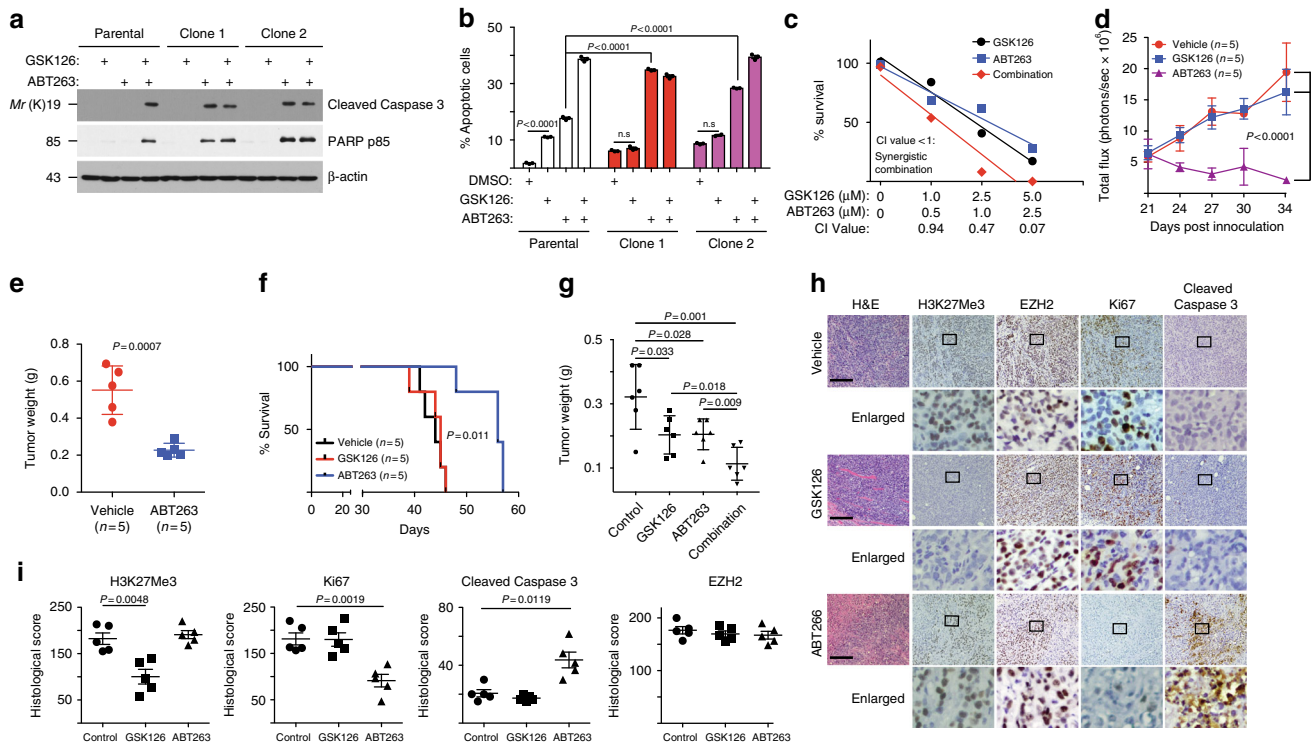 a
Parental Clone 1 Clone 2
GSK126: + + + + + +
ABT263: + + + + + +
Mr (K)19 Cleaved Caspase 3
85 PARP p85
43 β-actin
b
% Apoptotic cells
50
30
10
P<0.0001
P<0.0001
P<0.0001
n.s
n.s
DMSO: + + +
GSK126: + + + + + +
ABT263: + + + + + +
Parental Clone 1 Clone 2
c
% survival
100
50
GSK126
ABT263
Combination
CI value <1:
Synergistic
combination
GSK126 (μM): 0 1.0 2.5 5.0
ABT263 (μM): 0 0.5 1.0 2.5
CI Value: 0.94 0.47 0.07
d
Total flux (photons/sec × 10⁶)
25
20
15
10
5
Vehicle (n=5)
GSK126 (n=5)
ABT263 (n=5)
P<0.0001
21 24 27 30 34
Days post innoculation
e
Tumor weight (g)
0.8
0.6
0.4
0.2
0.0
P=0.0007
Vehicle ABT263
(n=5) (n=5)
f
% Survival
100
50
Vehicle (n=5)
GSK126 (n=5)
ABT263 (n=5)
P=0.011
0 20 30 40 50 60
Days
g
Tumor weight (g)
0.5
0.3
0.1
P=0.001
P=0.028
P=0.033
P=0.018
P=0.009
Control GSK126 ABT263 Combination
h
H&E H3K27Me3 EZH2 Ki67 Cleaved
Caspase 3
Vehicle
Enlarged
GSK126
Enlarged
ABT266
Enlarged
i
H3K27Me3
Histological score
250
150
50
P=0.0048
Control GSK126 ABT263
Ki67
Histological score
250
150
50
P=0.0019
Control GSK126 ABT263
Cleaved Caspase 3
Histological score
80
40
0
P=0.0119
Control GSK126 ABT263
EZH2
Histological score
200
150
50
Control GSK126 ABT263